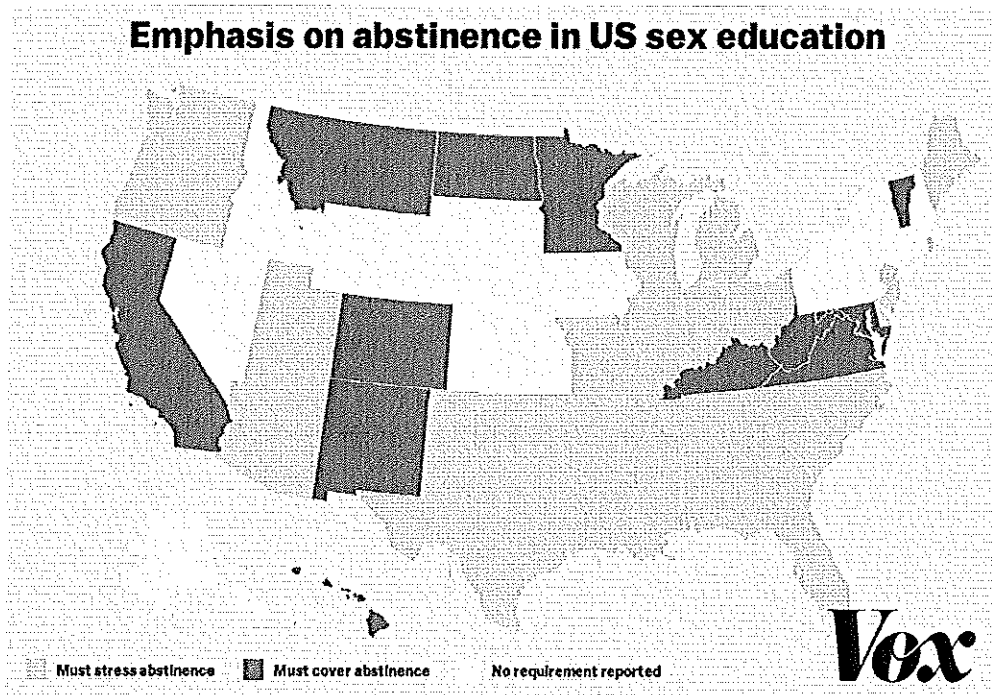 Emphasis on abstinence in US sex education
Must stress abstinence
Must cover abstinence
No requirement reported
Vox